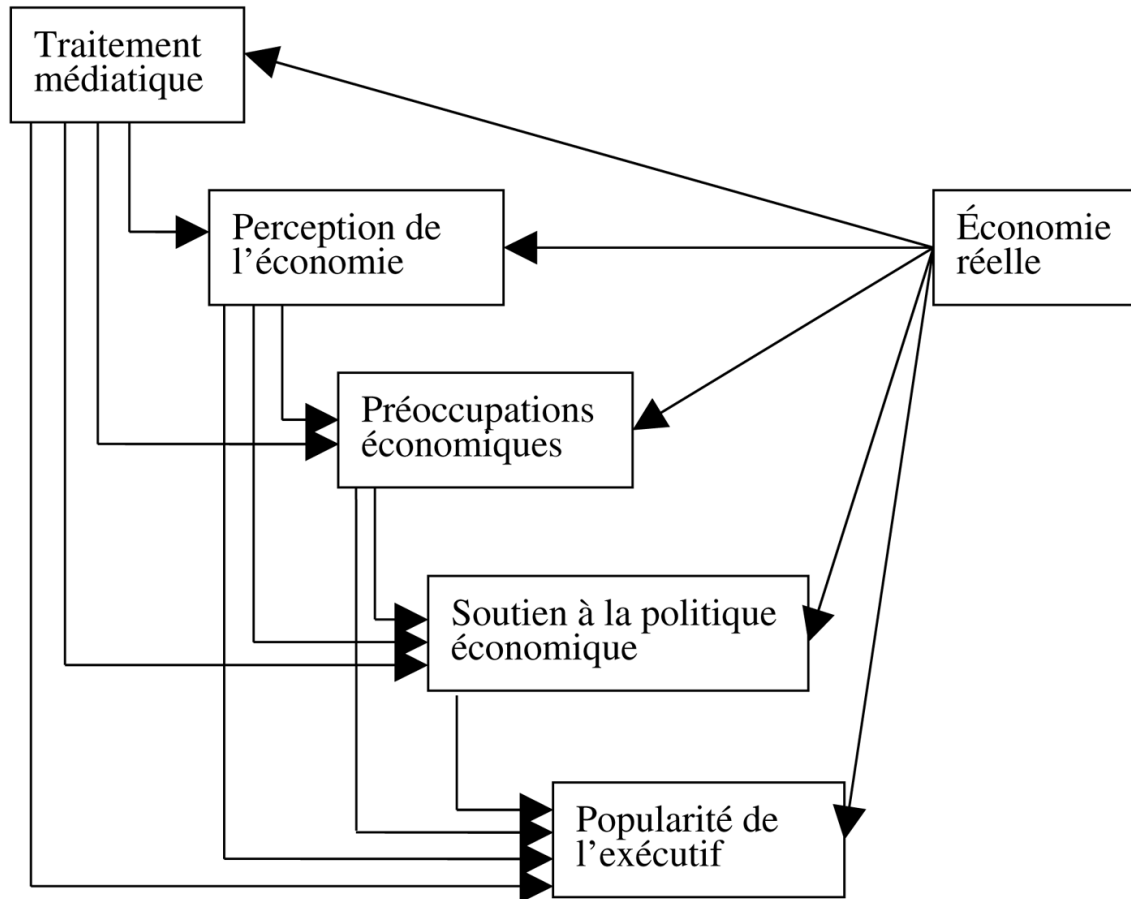 Traitement
médiatique
Perception de
l’économie
Économie
réelle
Préoccupations
économiques
Soutien à la politique
économique
Popularité de
l’exécutif